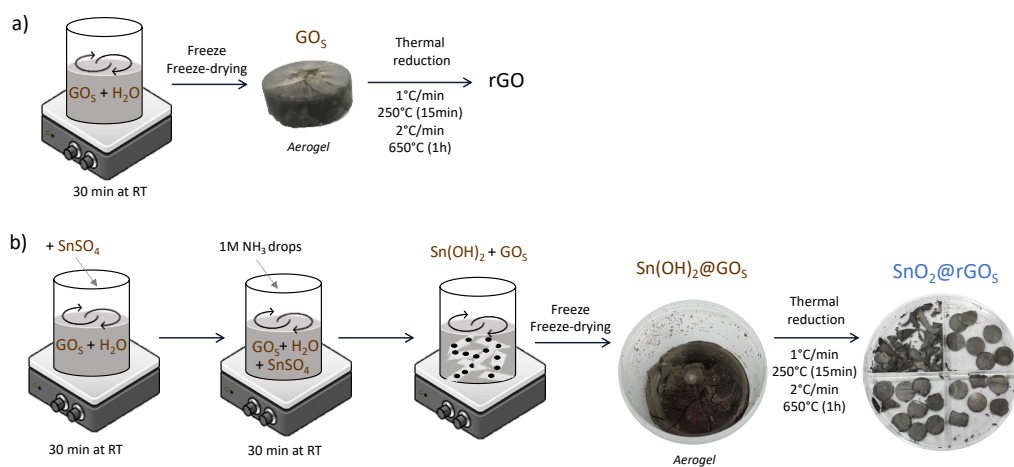 a)
GOₛ + H₂O
30 min at RT
Freeze
Freeze-drying
GOₛ
Aerogel
Thermal
reduction
1°C/min
250°C (15min)
2°C/min
650°C (1h)
rGO
b)
+ SnSO₄
GOₛ + H₂O
30 min at RT
1M NH₃ drops
GOₛ + H₂O
+ SnSO₄
30 min at RT
Sn(OH)₂ + GOₛ
Freeze
Freeze-drying
Sn(OH)₂@GOₛ
Aerogel
Thermal
reduction
1°C/min
250°C (15min)
2°C/min
650°C (1h)
SnO₂@rGOₛ